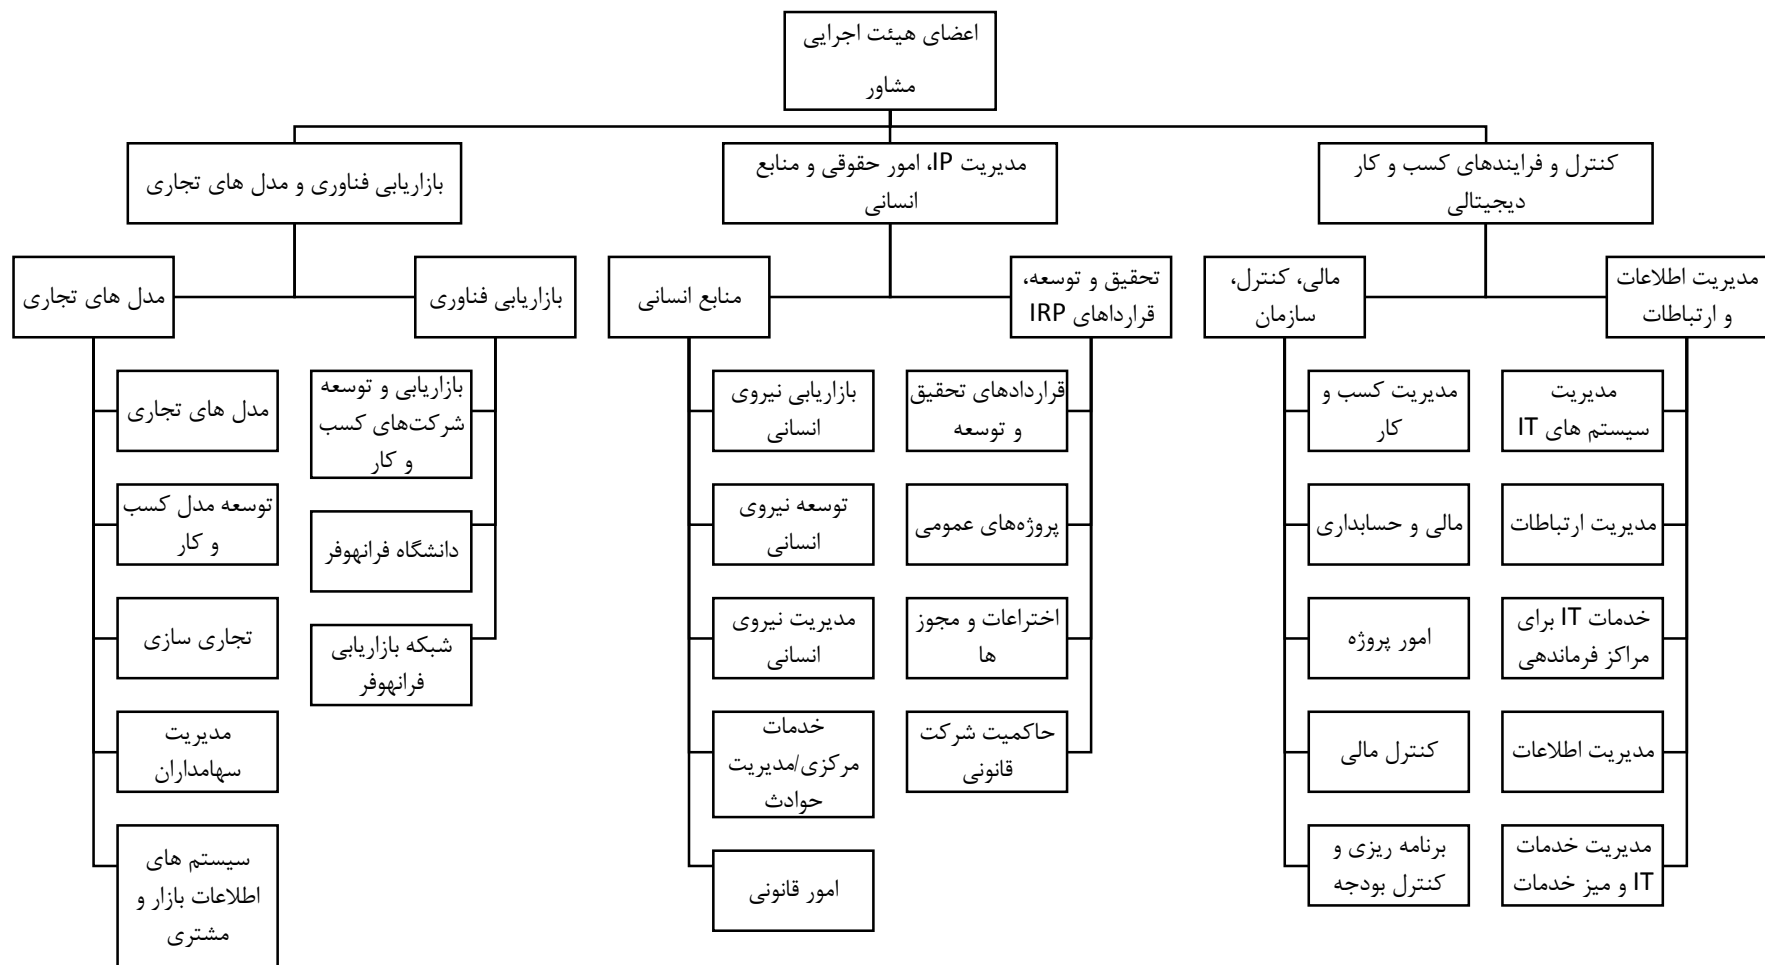 اعضای هیئت اجرایی
مشاور
کنترل و فرایندهای کسب و کار
دیجیتالی
مدیریت IP، امور حقوقی و منابع
انسانی
بازاریابی فناوری و مدل های تجاری
مدیریت اطلاعات
و ارتباطات
مالی، کنترل،
سازمان
تحقیق و توسعه،
قرارداهای IRP
منابع انسانی
بازاریابی فناوری
مدل های تجاری
مدیریت
سیستم های IT
مدیریت ارتباطات
خدمات IT برای
مراکز فرماندهی
مدیریت اطلاعات
مدیریت خدمات
IT و میز خدمات
مدیریت کسب و
کار
مالی و حسابداری
امور پروژه
کنترل مالی
برنامه ریزی و
کنترل بودجه
قراردادهای تحقیق
و توسعه
پروژه‌های عمومی
اختراعات و مجوز
ها
حاکمیت شرکت
قانونی
بازاریابی نیروی
انسانی
توسعه نیروی
انسانی
مدیریت نیروی
انسانی
خدمات
مرکزی/مدیریت
حوادث
امور قانونی
بازاریابی و توسعه
شرکت‌های کسب
و کار
دانشگاه فرانهوفر
شبکه بازاریابی
فرانهوفر
مدل های تجاری
توسعه مدل کسب
و کار
تجاری سازی
مدیریت
سهامداران
سیستم های
اطلاعات بازار و
مشتری